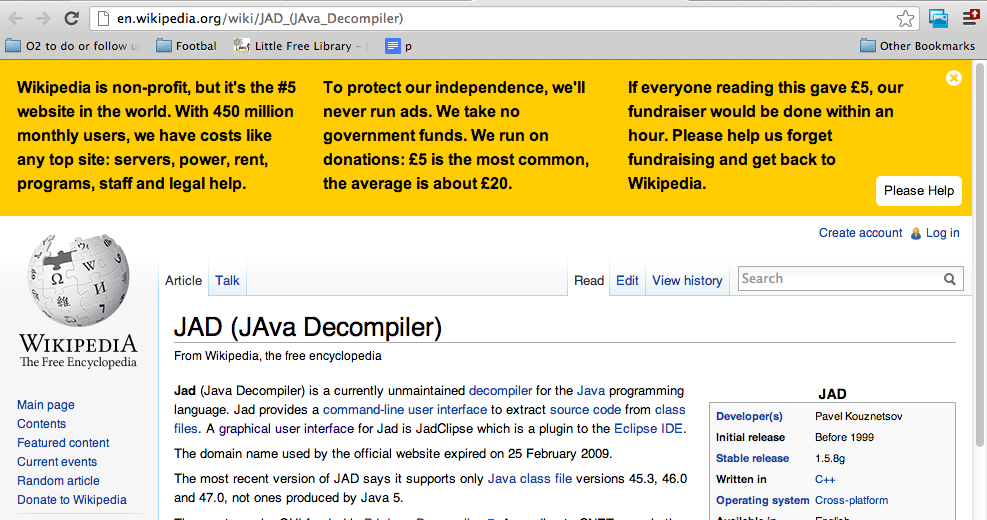 en.wikipedia.org/wiki/JAD_(JAva_Decompiler)
O2 to do or follow u
Footbal
Little Free Library –
p
Other Bookmarks
Wikipedia is non-profit, but it's the #5
website in the world. With 450 million
monthly users, we have costs like
any top site: servers, power, rent,
programs, staff and legal help.
To protect our independence, we'll
never run ads. We take no
government funds. We run on
donations: £5 is the most common,
the average is about £20.
If everyone reading this gave £5, our
fundraiser would be done within an
hour. Please help us forget
fundraising and get back to
Wikipedia.
Please Help
Create account Log in
Article Talk Read Edit View history Search
WIKIPEDIA
The Free Encyclopedia
Main page
Contents
Featured content
Current events
Random article
Donate to Wikipedia
JAD (JAva Decompiler)
From Wikipedia, the free encyclopedia
Jad (Java Decompiler) is a currently unmaintained decompiler for the Java programming
language. Jad provides a command-line user interface to extract source code from class
files. A graphical user interface for Jad is JadClipse which is a plugin to the Eclipse IDE.
The domain name used by the official website expired on 25 February 2009.
The most recent version of JAD says it supports only Java class file versions 45.3, 46.0
and 47.0, not ones produced by Java 5.
JAD
Developer(s) Pavel Kouznetsov
Initial release Before 1999
Stable release 1.5.8g
Written in C++
Operating system Cross-platform
Available in English